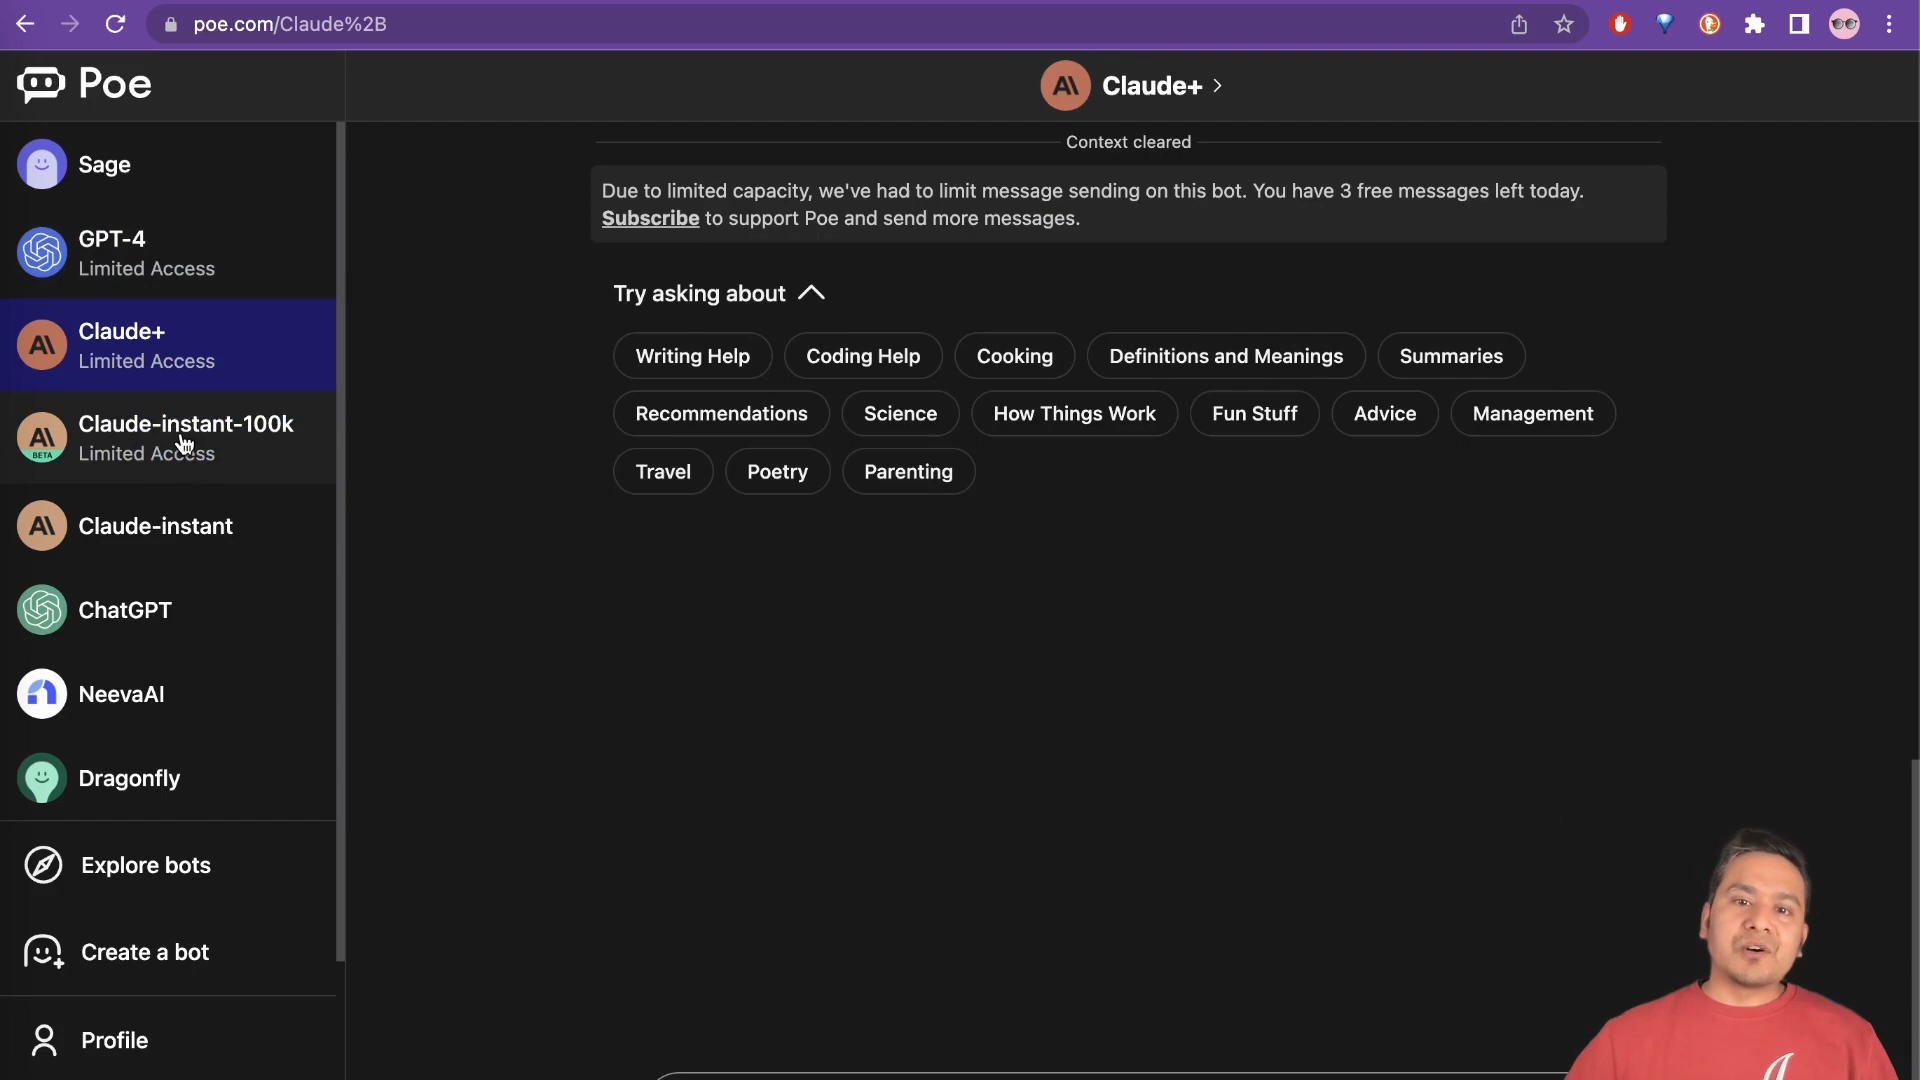 poe.com/Claude%2B
Poe
Claude+
Sage
GPT-4
Limited Access
Claude+
Limited Access
Claude-instant-100k
BETA
Limited Access
Claude-instant
ChatGPT
NeevaAI
Dragonfly
Explore bots
Create a bot
Profile
Context cleared
Due to limited capacity, we've had to limit message sending on this bot. You have 3 free messages left today.
Subscribe to support Poe and send more messages.
Try asking about
Writing Help Coding Help Cooking Definitions and Meanings Summaries
Recommendations Science How Things Work Fun Stuff Advice Management
Travel Poetry Parenting